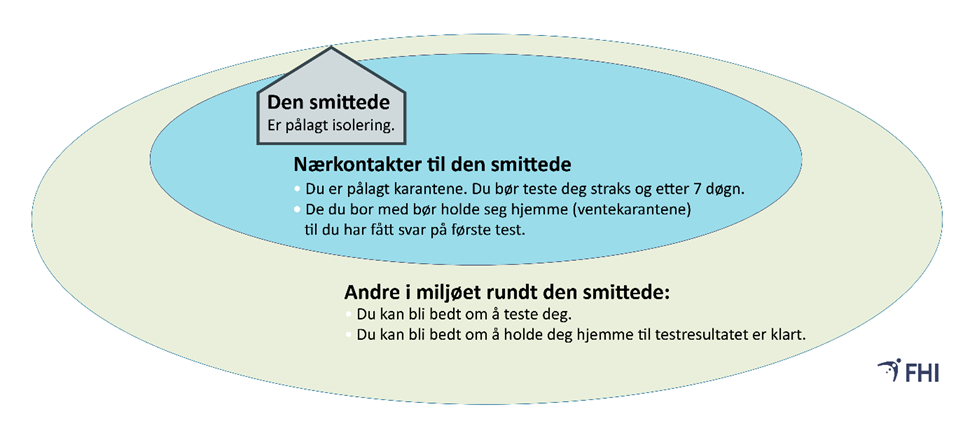 Den smittede
Er pålagt isolering.
Nærkontakter til den smittede
• Du er pålagt karantene. Du bør teste deg straks og etter 7 døgn.
• De du bor med bør holde seg hjemme (ventekarantene)
til du har fått svar på første test.
Andre i miljøet rundt den smittede:
• Du kan bli bedt om å teste deg.
• Du kan bli bedt om å holde deg hjemme til testresultatet er klart.
FHI